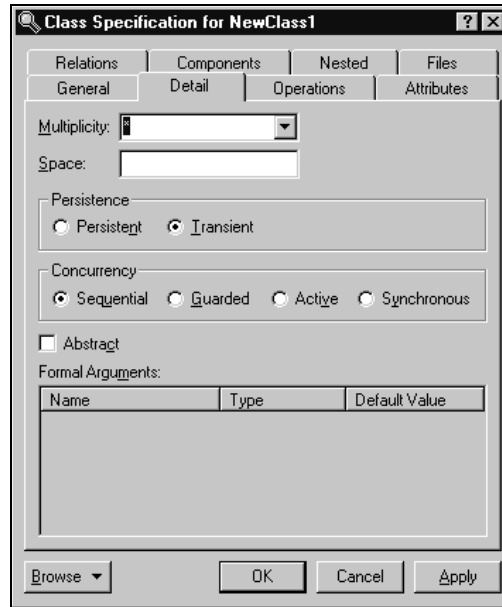 Class Specification for NewClass1
Relations Components Nested Files
General Detail Operations Attributes
Multiplicity: *
Space:
Persistence
Persistent Transient
Concurrency
Sequential Guarded Active Synchronous
Abstract
Formal Arguments:
Name Type Default Value
Browse OK Cancel Apply